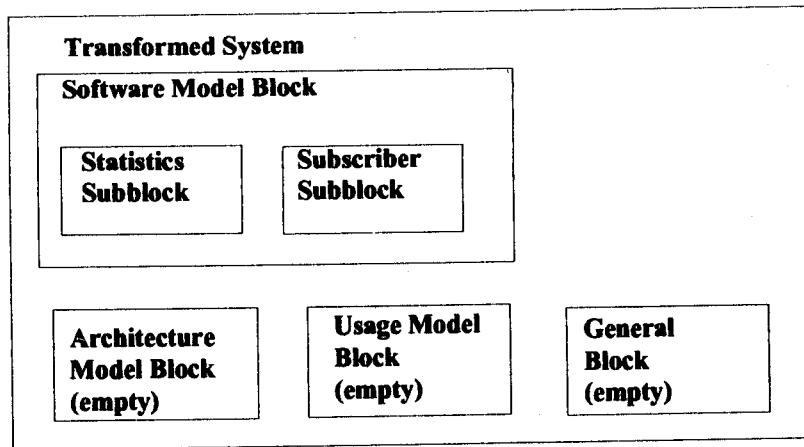 Transformed System
Software Model Block
Statistics
Subblock
Subscriber
Subblock
Architecture
Model Block
(empty)
Usage Model
Block
(empty)
General
Block
(empty)